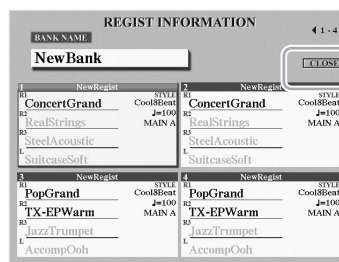 REGIST INFORMATION
BANK NAME
1 - 4
NewBank
CLOSE
1 NewRegist
R1 STYLE
ConcertGrand Cool8Beat
R2 ♩=100
RealStrings MAIN A
R3
SteelAcoustic
L
SuitcaseSoft
2 NewRegist
R1 STYLE
ConcertGrand Cool8Beat
R2 ♩=100
RealStrings MAIN A
R3
SteelAcoustic
L
SuitcaseSoft
3 NewRegist
R1 STYLE
PopGrand Cool8Beat
R2 ♩=100
TX-EPWarm MAIN A
R3
JazzTrumpet
L
AccompOoh
4 NewRegist
R1 STYLE
PopGrand Cool8Beat
R2 ♩=100
TX-EPWarm MAIN A
R3
JazzTrumpet
L
AccompOoh